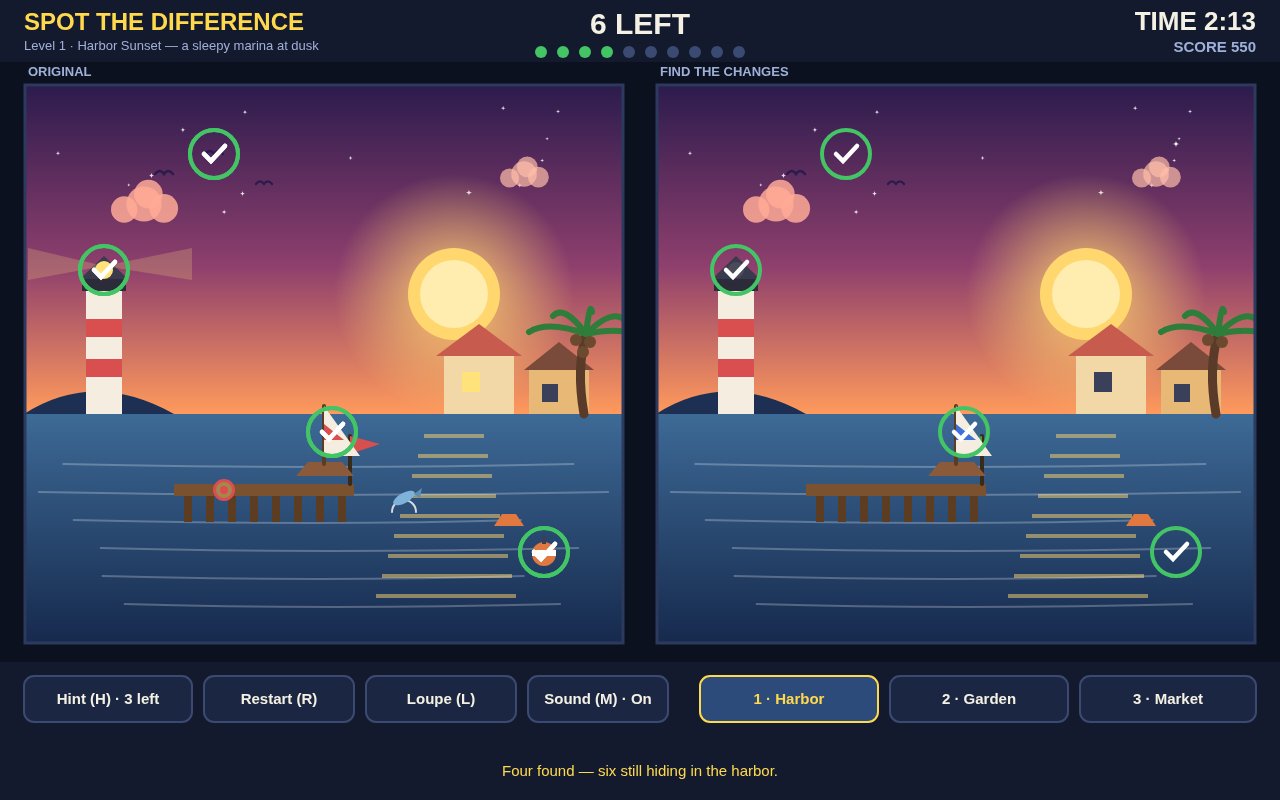 SPOT THE DIFFERENCE
Level 1 · Harbor Sunset — a sleepy marina at dusk
6 LEFT
TIME 2:13
SCORE 550
ORIGINAL
FIND THE CHANGES
Hint (H) · 3 left
Restart (R)
Loupe (L)
Sound (M) · On
1 · Harbor
2 · Garden
3 · Market
Four found — six still hiding in the harbor.